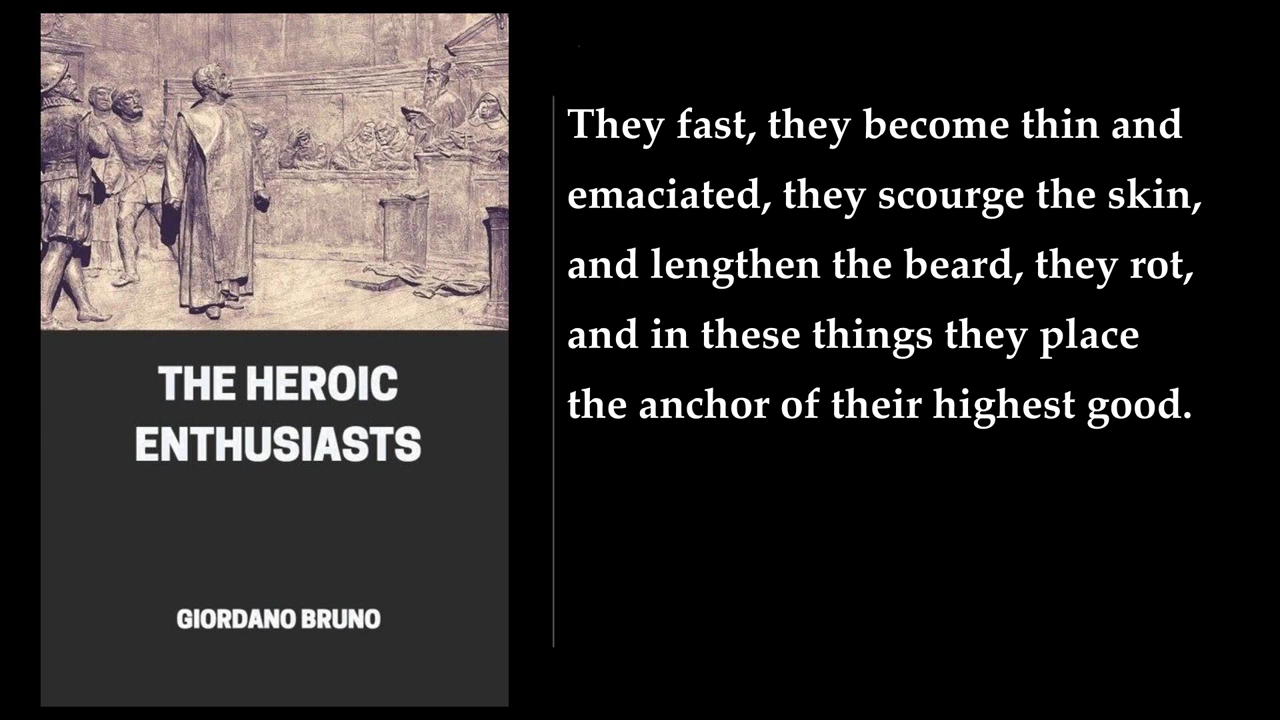 THE HEROIC
ENTHUSIASTS
GIORDANO BRUNO
They fast, they become thin and
emaciated, they scourge the skin,
and lengthen the beard, they rot,
and in these things they place
the anchor of their highest good.